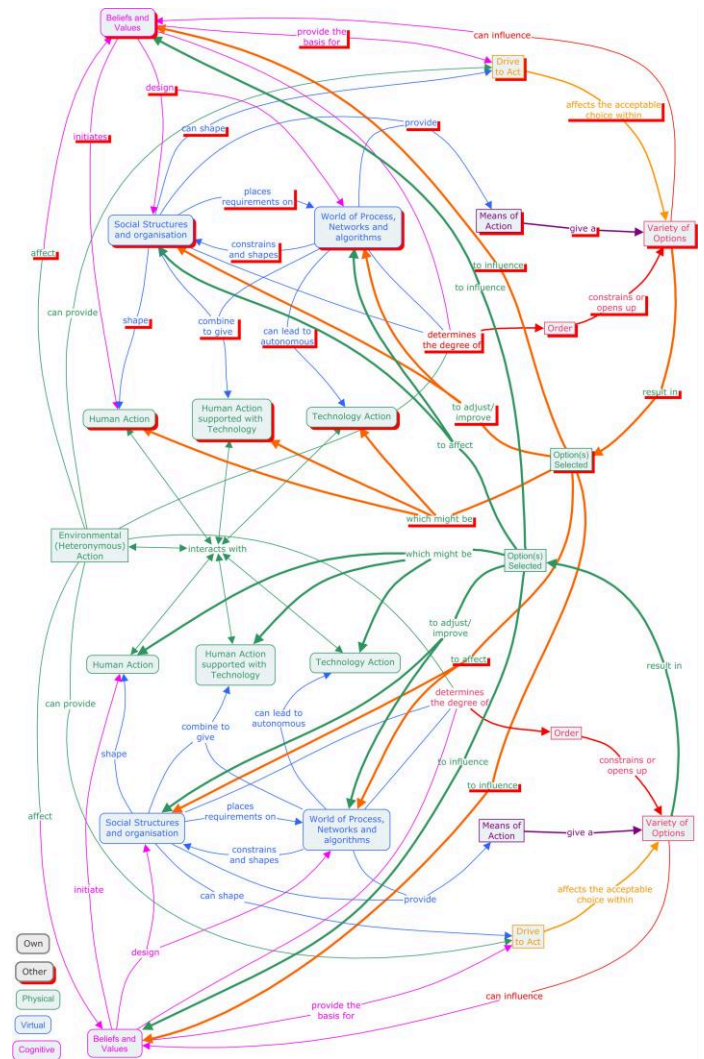 Beliefs and
Values
can influence
provide the
basis for
Drive
to Act
design
affects the acceptable
choice within
can shape
provide
initiates
places
requirements on
Means of
Action
Social Structures
and organisation
World of Process,
Networks and
algorithms
give a
Variety of
Options
constrains
and shapes
affect
to influence
to influence
can provide
constrains or
opens up
shape
combine
to give
can lead to
autonomous
determines
the degree of
Order
result in
Human Action
Human Action
supported with
Technology
Technology Action
to adjust/
improve
to affect
Option(s)
Selected
which might be
Environmental
(Heteronymous)
Action
interacts with
which might be
Option(s)
Selected
to adjust/
improve
Human Action
Human Action
supported with
Technology
Technology Action
to affect
result in
can provide
determines
the degree of
can lead to
autonomous
combine to
give
Order
shape
constrains or
opens up
to influence
to influence
places
requirements on
affect
Social Structures
and organisation
World of Process,
Networks and
algorithms
Means of
Action
give a
Variety of
Options
constrains
and shapes
initiate
can shape
provide
affects the acceptable
choice within
Drive
to Act
design
Own
Other
Physical
provide the
basis for
can influence
Virtual
Beliefs and
Values
Cognitive